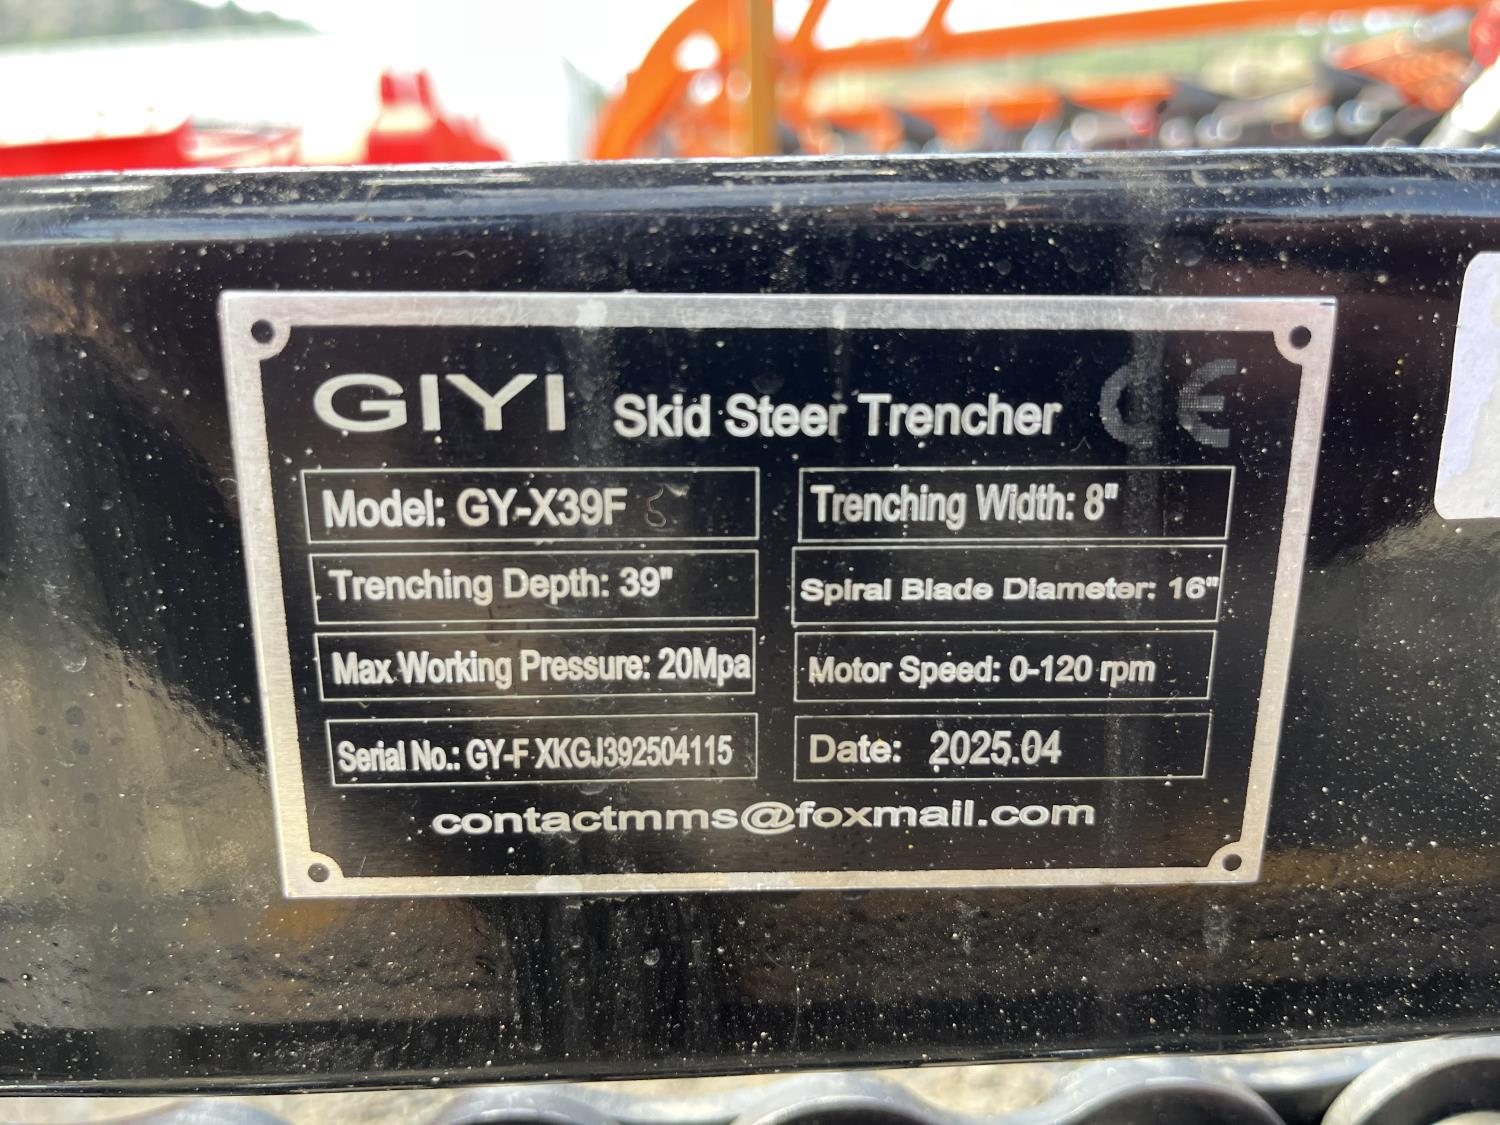 GIYI Skid Steer Trencher CE
Model: GY-X39F
Trenching Width: 8"
Trenching Depth: 39"
Spiral Blade Diameter: 16"
Max Working Pressure: 20Mpa
Motor Speed: 0-120 rpm
Serial No.: GY-FXKGJ392504115
Date: 2025.04
contactmms@foxmail.com